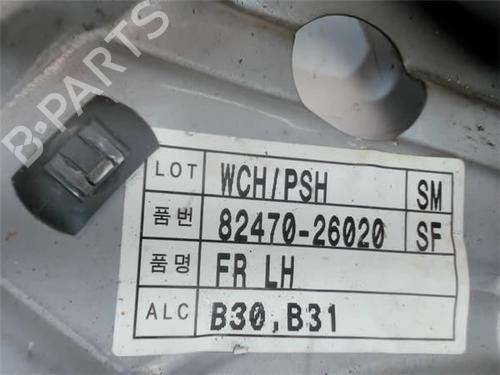 B-PARTS
LOT WCH/PSH SM
품번 82470-26020 SF
품명 FR LH
ALC B30,B31